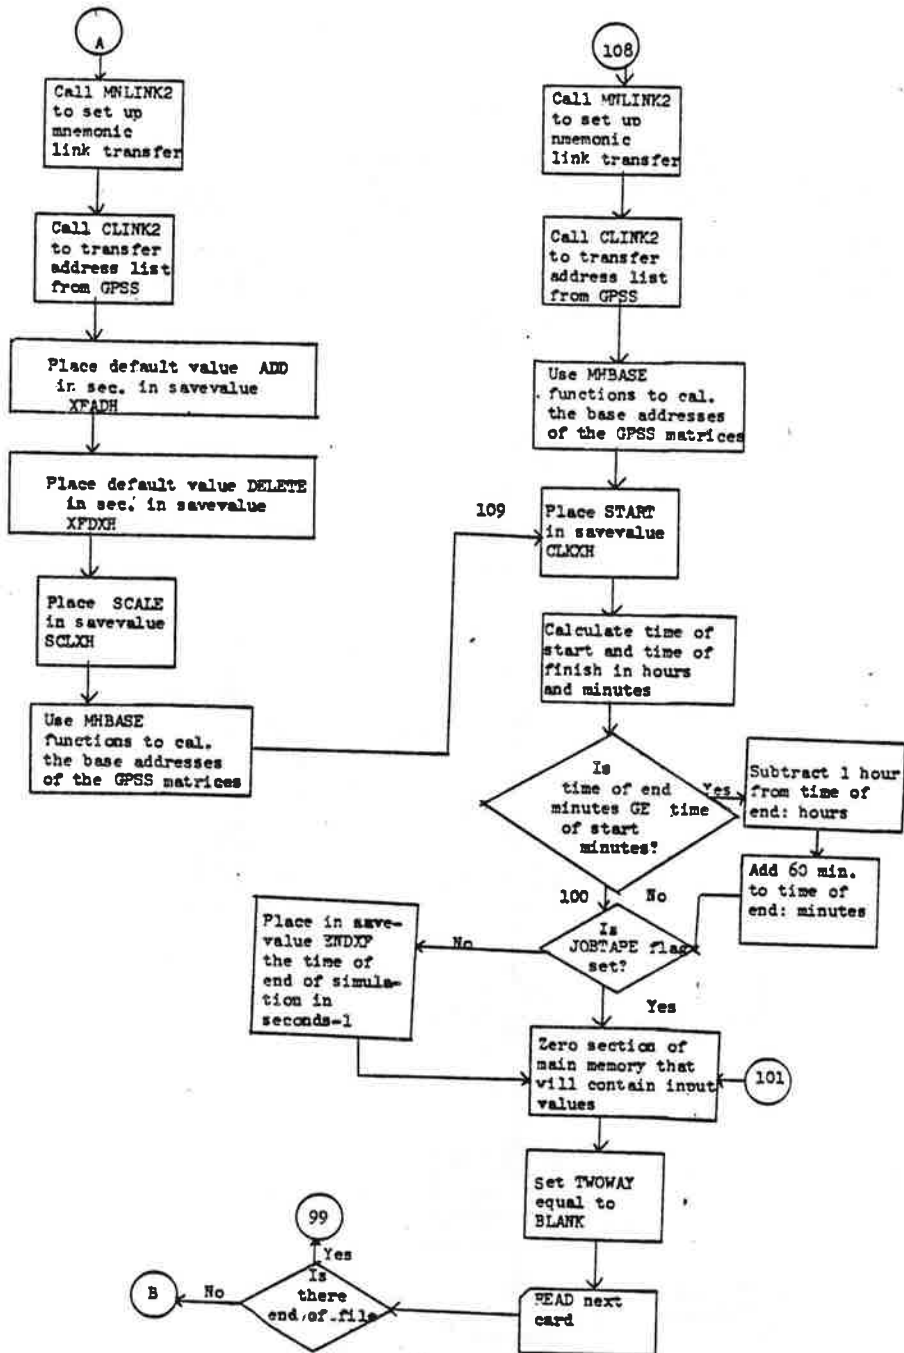 A
Call MNLINK2
to set up
mnemonic
link transfer
Call CLINK2
to transfer
address list
from GPSS
Place default value ADD
in sec. in savevalue
XFADH
Place default value DELETE
in sec. in savevalue
XFDXH
Place SCALE
in savevalue
SCLXH
Use MHBASE
functions to cal.
the base addresses
of the GPSS matrices
108
Call MNLINK2
to set up
nmemonic
link transfer
Call CLINK2
to transfer
address list
from GPSS
Use MHBASE
functions to cal.
the base addresses
of the GPSS matrices
109
Place START
in savevalue
CLKXH
Calculate time of
start and time of
finish in hours
and minutes
Is
time of end
minutes GE time
of start
minutes?
Yes
Subtract 1 hour
from time of
end: hours
Add 60 min.
to time of
end: minutes
100
No
Is
JOBTAPE flag
set?
No
Place in save-
value ENDXF
the time of
end of simula-
tion in
seconds-1
Yes
Zero section of
main memory that
will contain input
values
101
Set TWOWAY
equal to
BLANK
READ next
card
Is
there
end of file
Yes
99
No
B